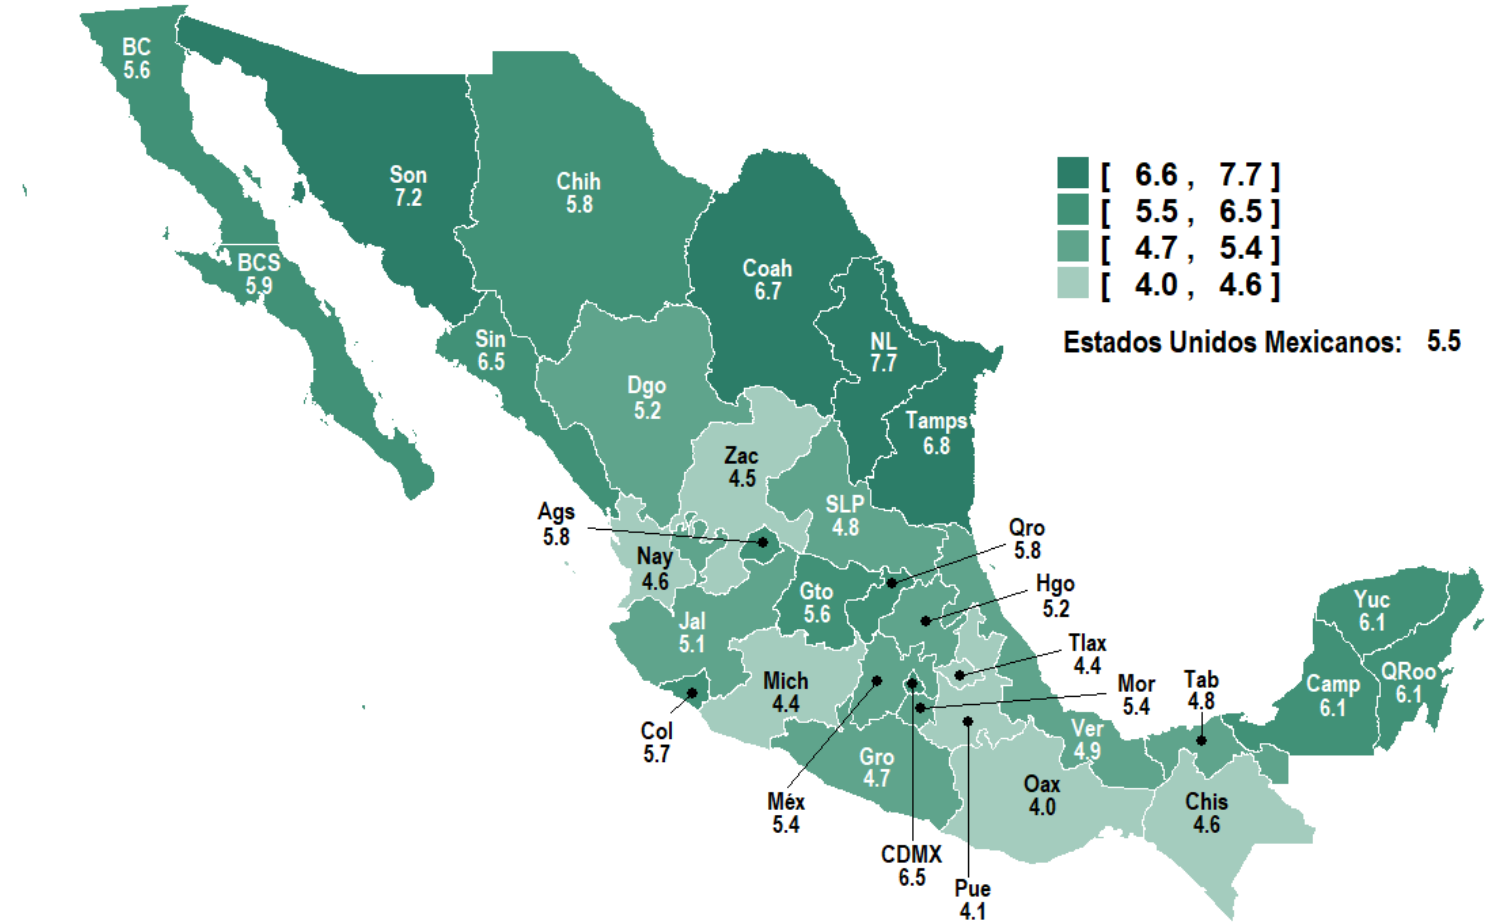 BC
5.6
Son
7.2
Chih
5.8
[ 6.6 , 7.7 ]
[ 5.5 , 6.5 ]
[ 4.7 , 5.4 ]
[ 4.0 , 4.6 ]
Estados Unidos Mexicanos: 5.5
BCS
5.9
Coah
6.7
Sin
6.5
NL
7.7
Dgo
5.2
Tamps
6.8
Zac
4.5
SLP
4.8
Ags
5.8
Qro
5.8
Nay
4.6
Hgo
5.2
Gto
5.6
Yuc
6.1
Jal
5.1
Tlax
4.4
Mich
4.4
Mor
5.4
Tab
4.8
Camp
6.1
QRoo
6.1
Col
5.7
Ver
4.9
Gro
4.7
Méx
5.4
Oax
4.0
Chis
4.6
CDMX
6.5
Pue
4.1